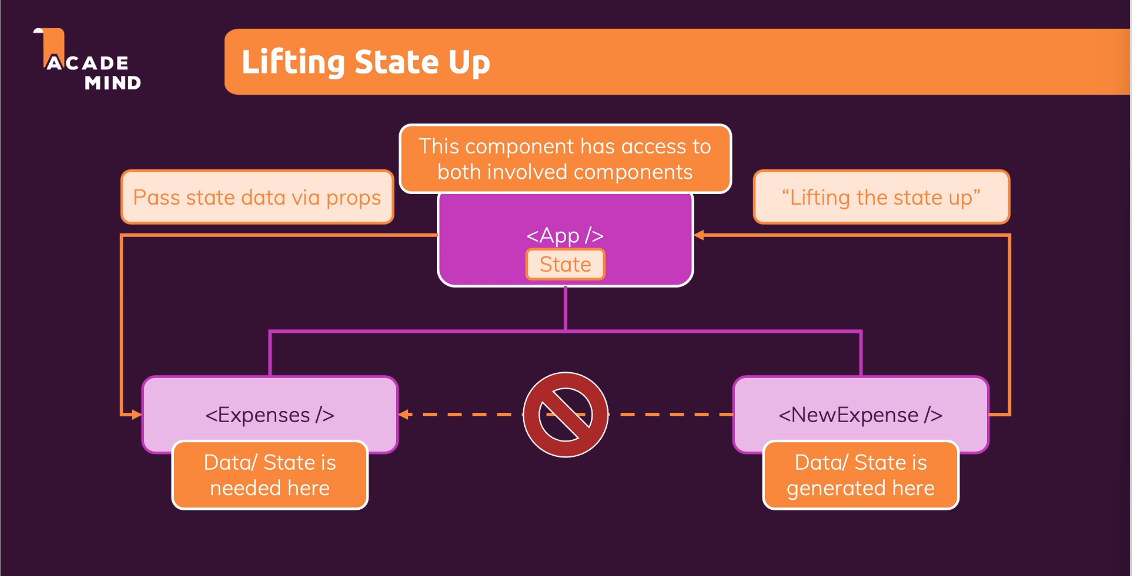 ACADE
MIND
Lifting State Up
This component has access to
both involved components
Pass state data via props
“Lifting the state up”
<App />
State
<Expenses />
<NewExpense />
Data/ State is
needed here
Data/ State is
generated here